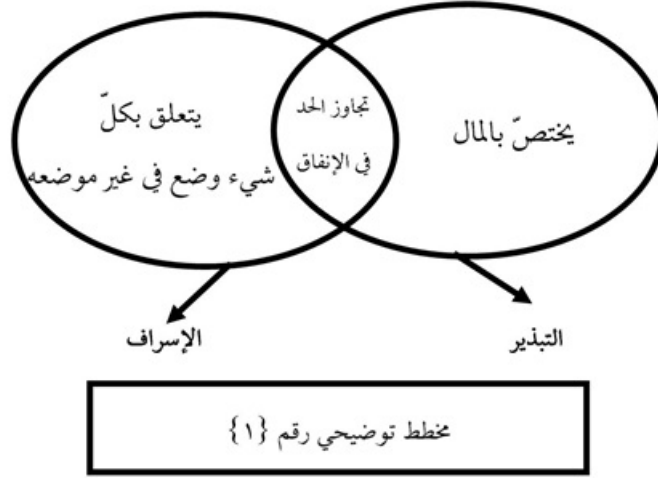 يختصّ بالمال
تجاوز الحد
في الإنفاق
يتعلق بكلّ
شيء وضع في غير موضعه
التبذير
الإسراف
مخطط توضيحي رقم {١}